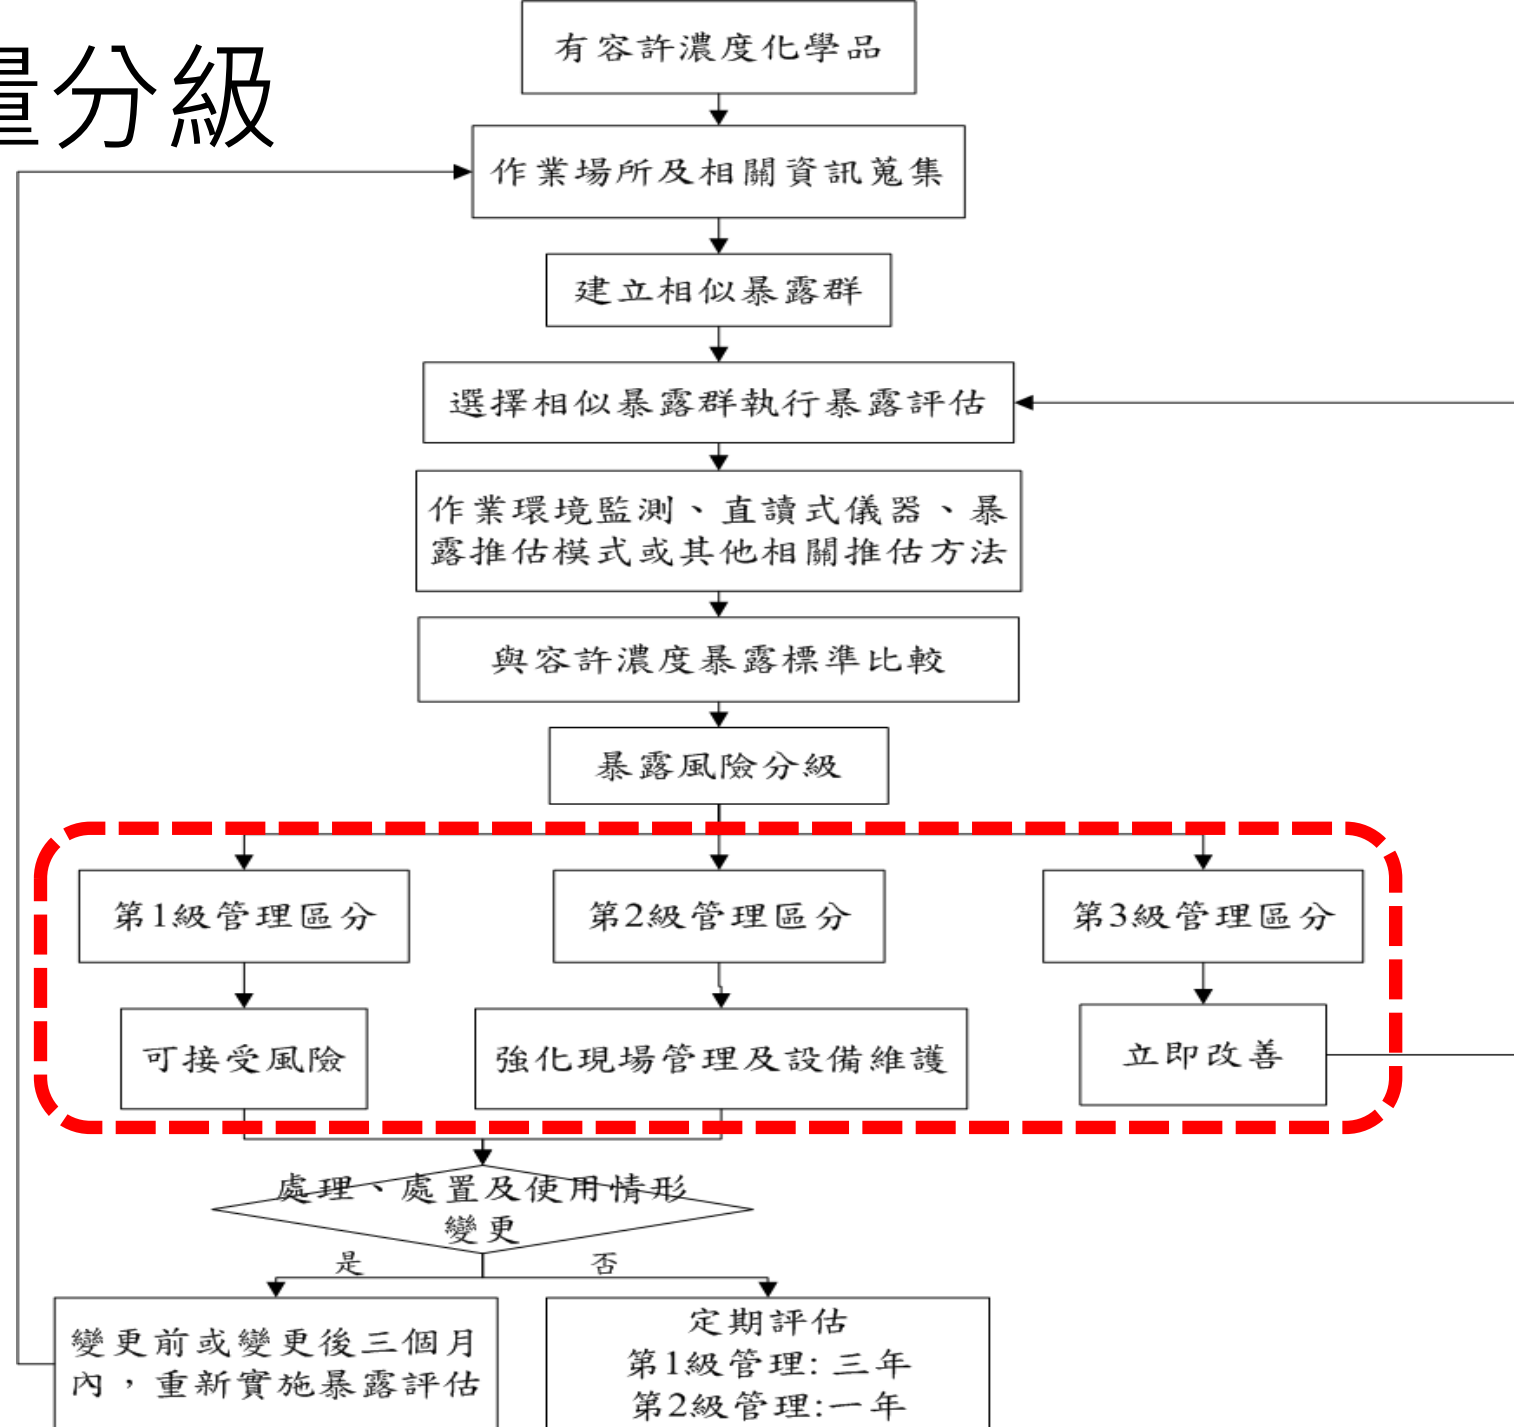 量分級
有容許濃度化學品
作業場所及相關資訊蒐集
建立相似暴露群
選擇相似暴露群執行暴露評估
作業環境監測、直讀式儀器、暴
露推估模式或其他相關推估方法
與容許濃度暴露標準比較
暴露風險分級
第1級管理區分
第2級管理區分
第3級管理區分
可接受風險
強化現場管理及設備維護
立即改善
處理、處置及使用情形
變更
是
否
變更前或變更後三個月
內，重新實施暴露評估
定期評估
第1級管理: 三年
第2級管理:一年